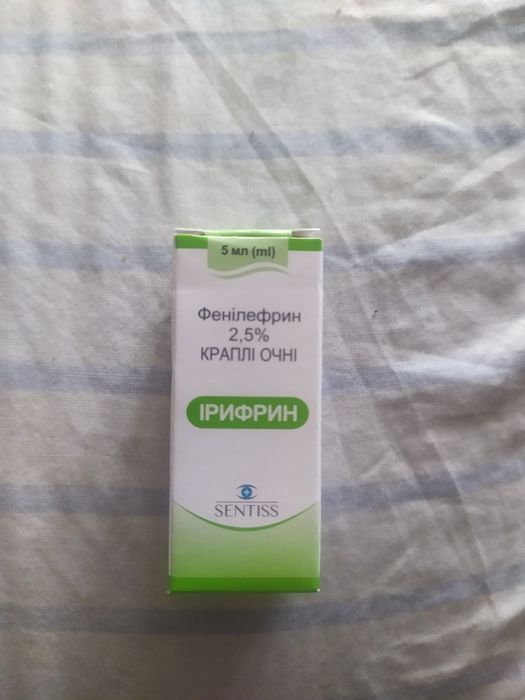 5 мл (ml)
Фенілефрин
2,5%
КРАПЛІ ОЧНІ
ІРИФРИН
SENTISS